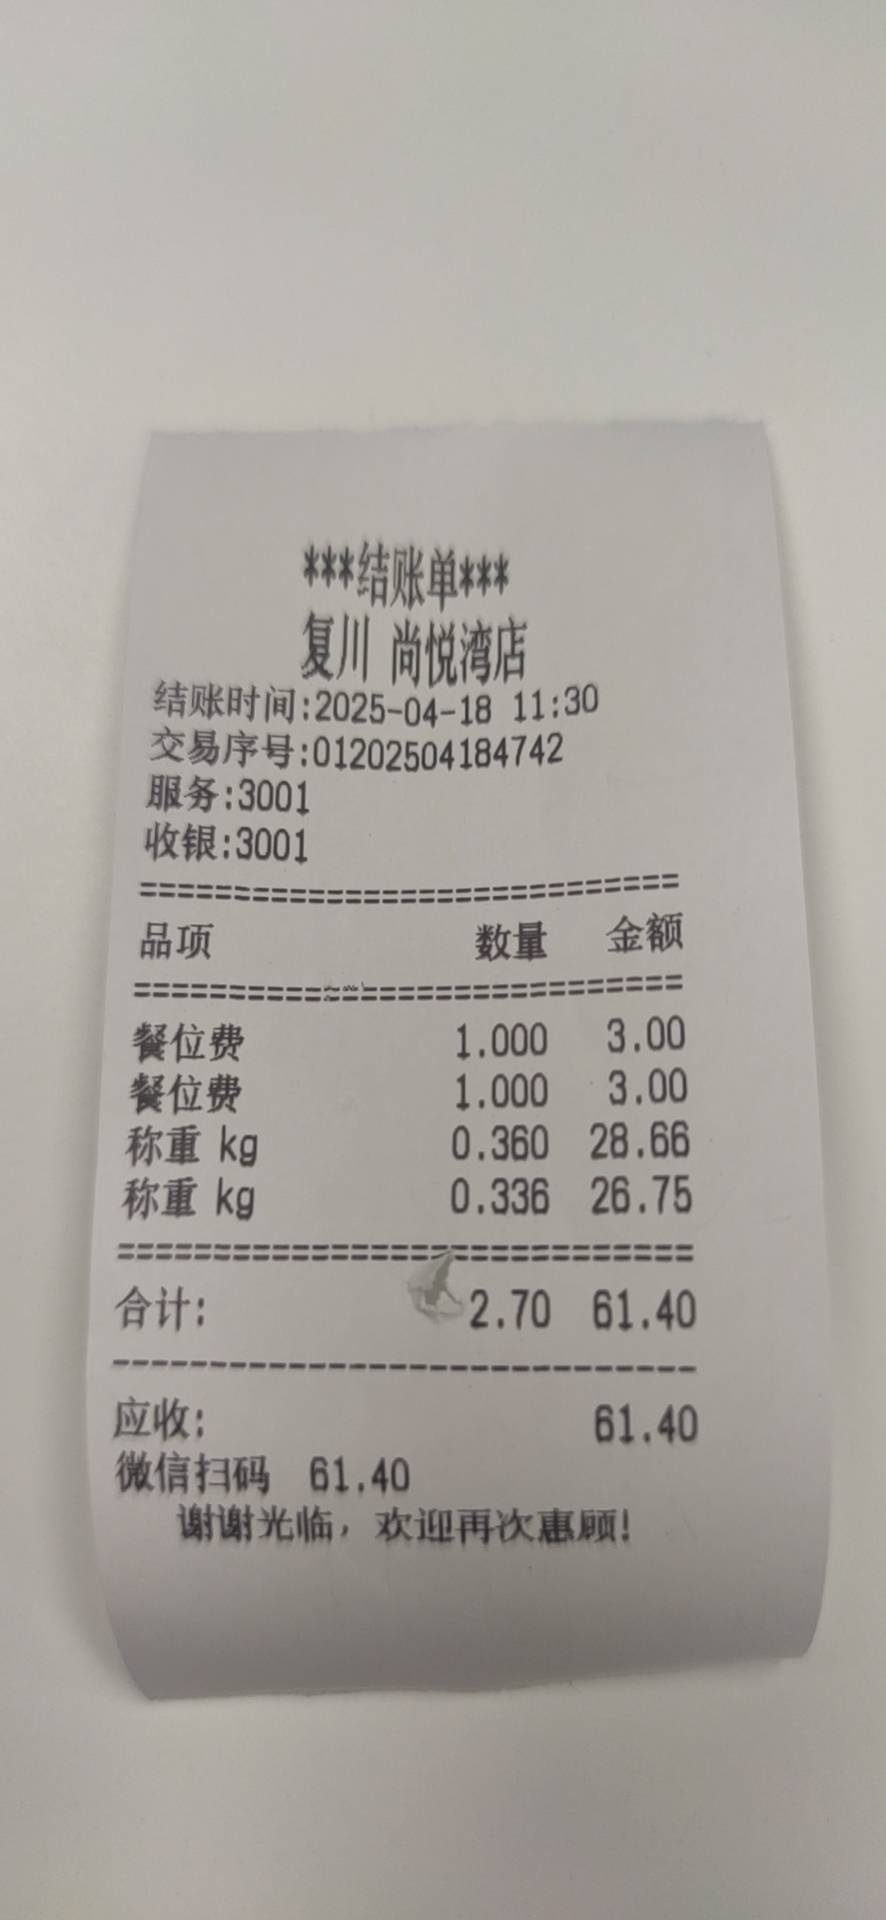 ***结账单***
复川 尚悦湾店
结账时间:2025-04-18 11:30
交易序号:01202504184742
服务:3001
收银:3001
==============================
品项 数量 金额
==============================
餐位费 1.000 3.00
餐位费 1.000 3.00
称重 kg 0.360 28.66
称重 kg 0.336 26.75
==============================
合计: 2.70 61.40
------------------------------
应收: 61.40
微信扫码 61.40
谢谢光临，欢迎再次惠顾!